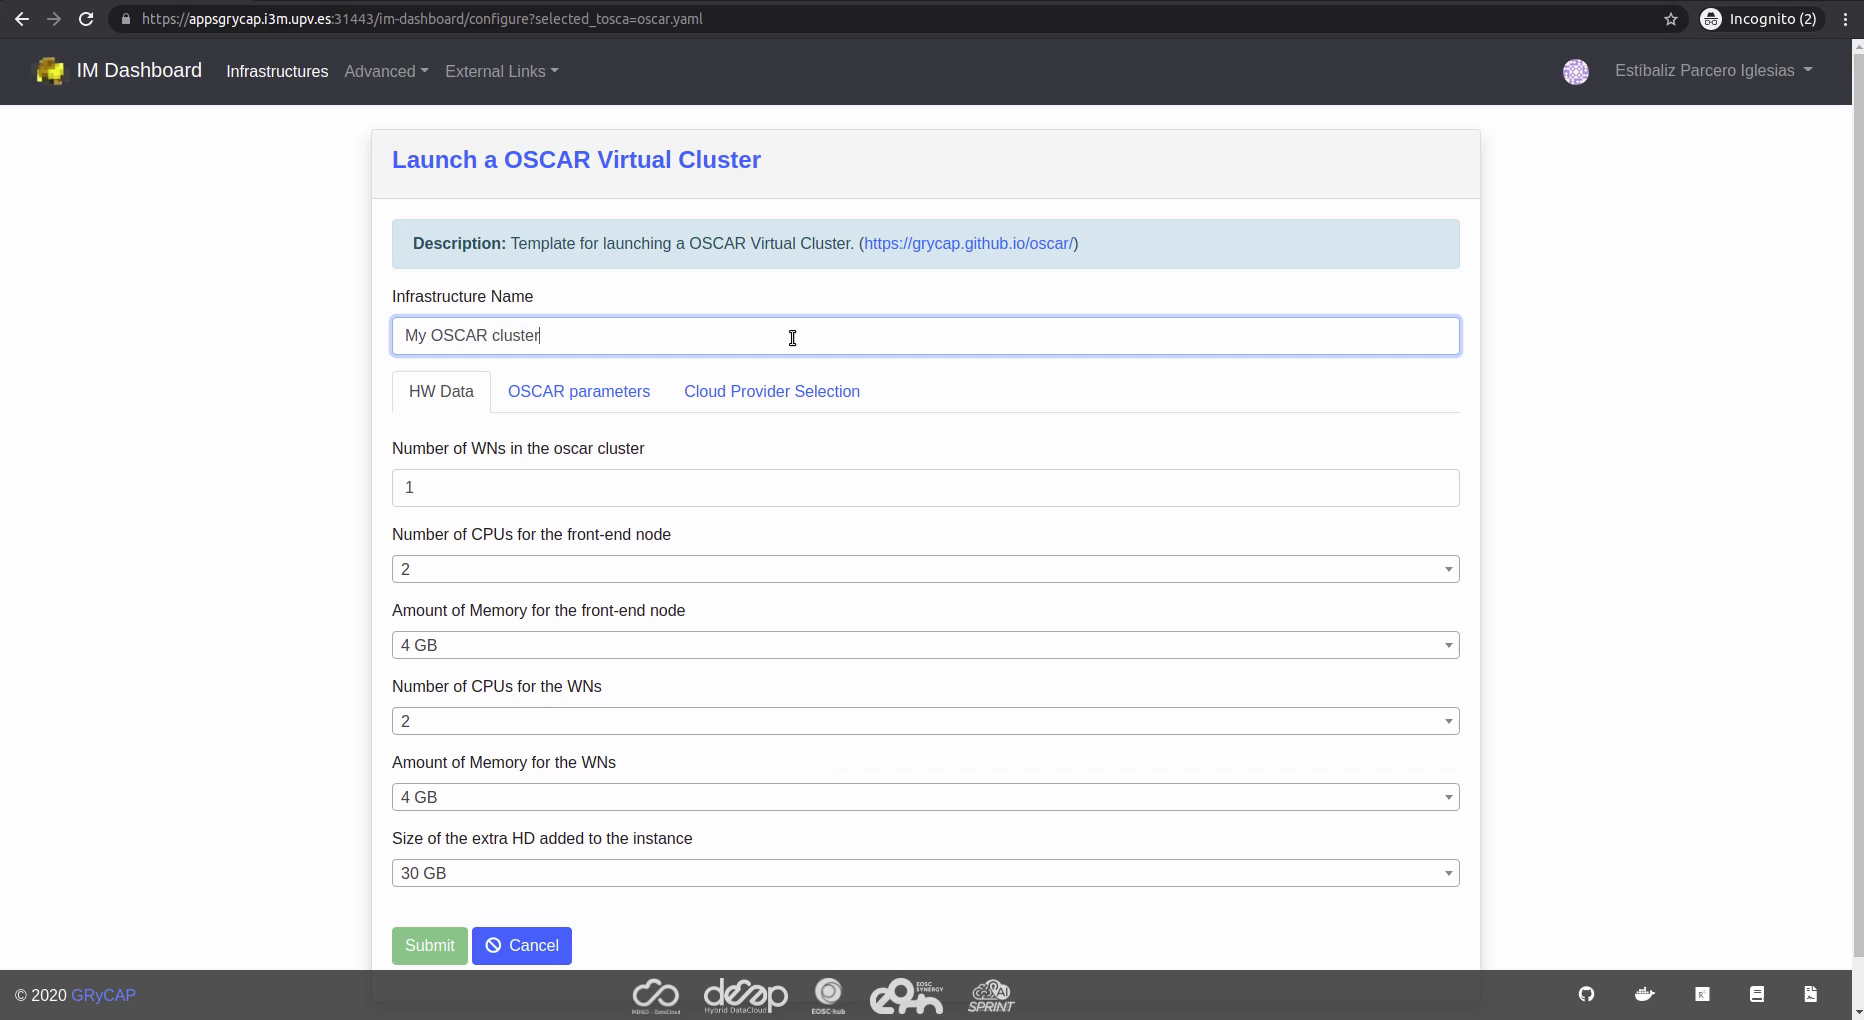 https://appsgrycap.i3m.upv.es:31443/im-dashboard/configure?selected_tosca=oscar.yaml
Incognito (2)
IM Dashboard
Infrastructures
Advanced
External Links
Estíbaliz Parcero Iglesias
Launch a OSCAR Virtual Cluster
Description: Template for launching a OSCAR Virtual Cluster. (https://grycap.github.io/oscar/)
Infrastructure Name
My OSCAR cluster
HW Data
OSCAR parameters
Cloud Provider Selection
Number of WNs in the oscar cluster
1
Number of CPUs for the front-end node
2
Amount of Memory for the front-end node
4 GB
Number of CPUs for the WNs
2
Amount of Memory for the WNs
4 GB
Size of the extra HD added to the instance
30 GB
Submit
Cancel
© 2020 GRyCAP
INDIGO - DataCloud
deep
Hybrid DataCloud
EOSC-hub
EOSC
SYNERGY
AI
SPRINT